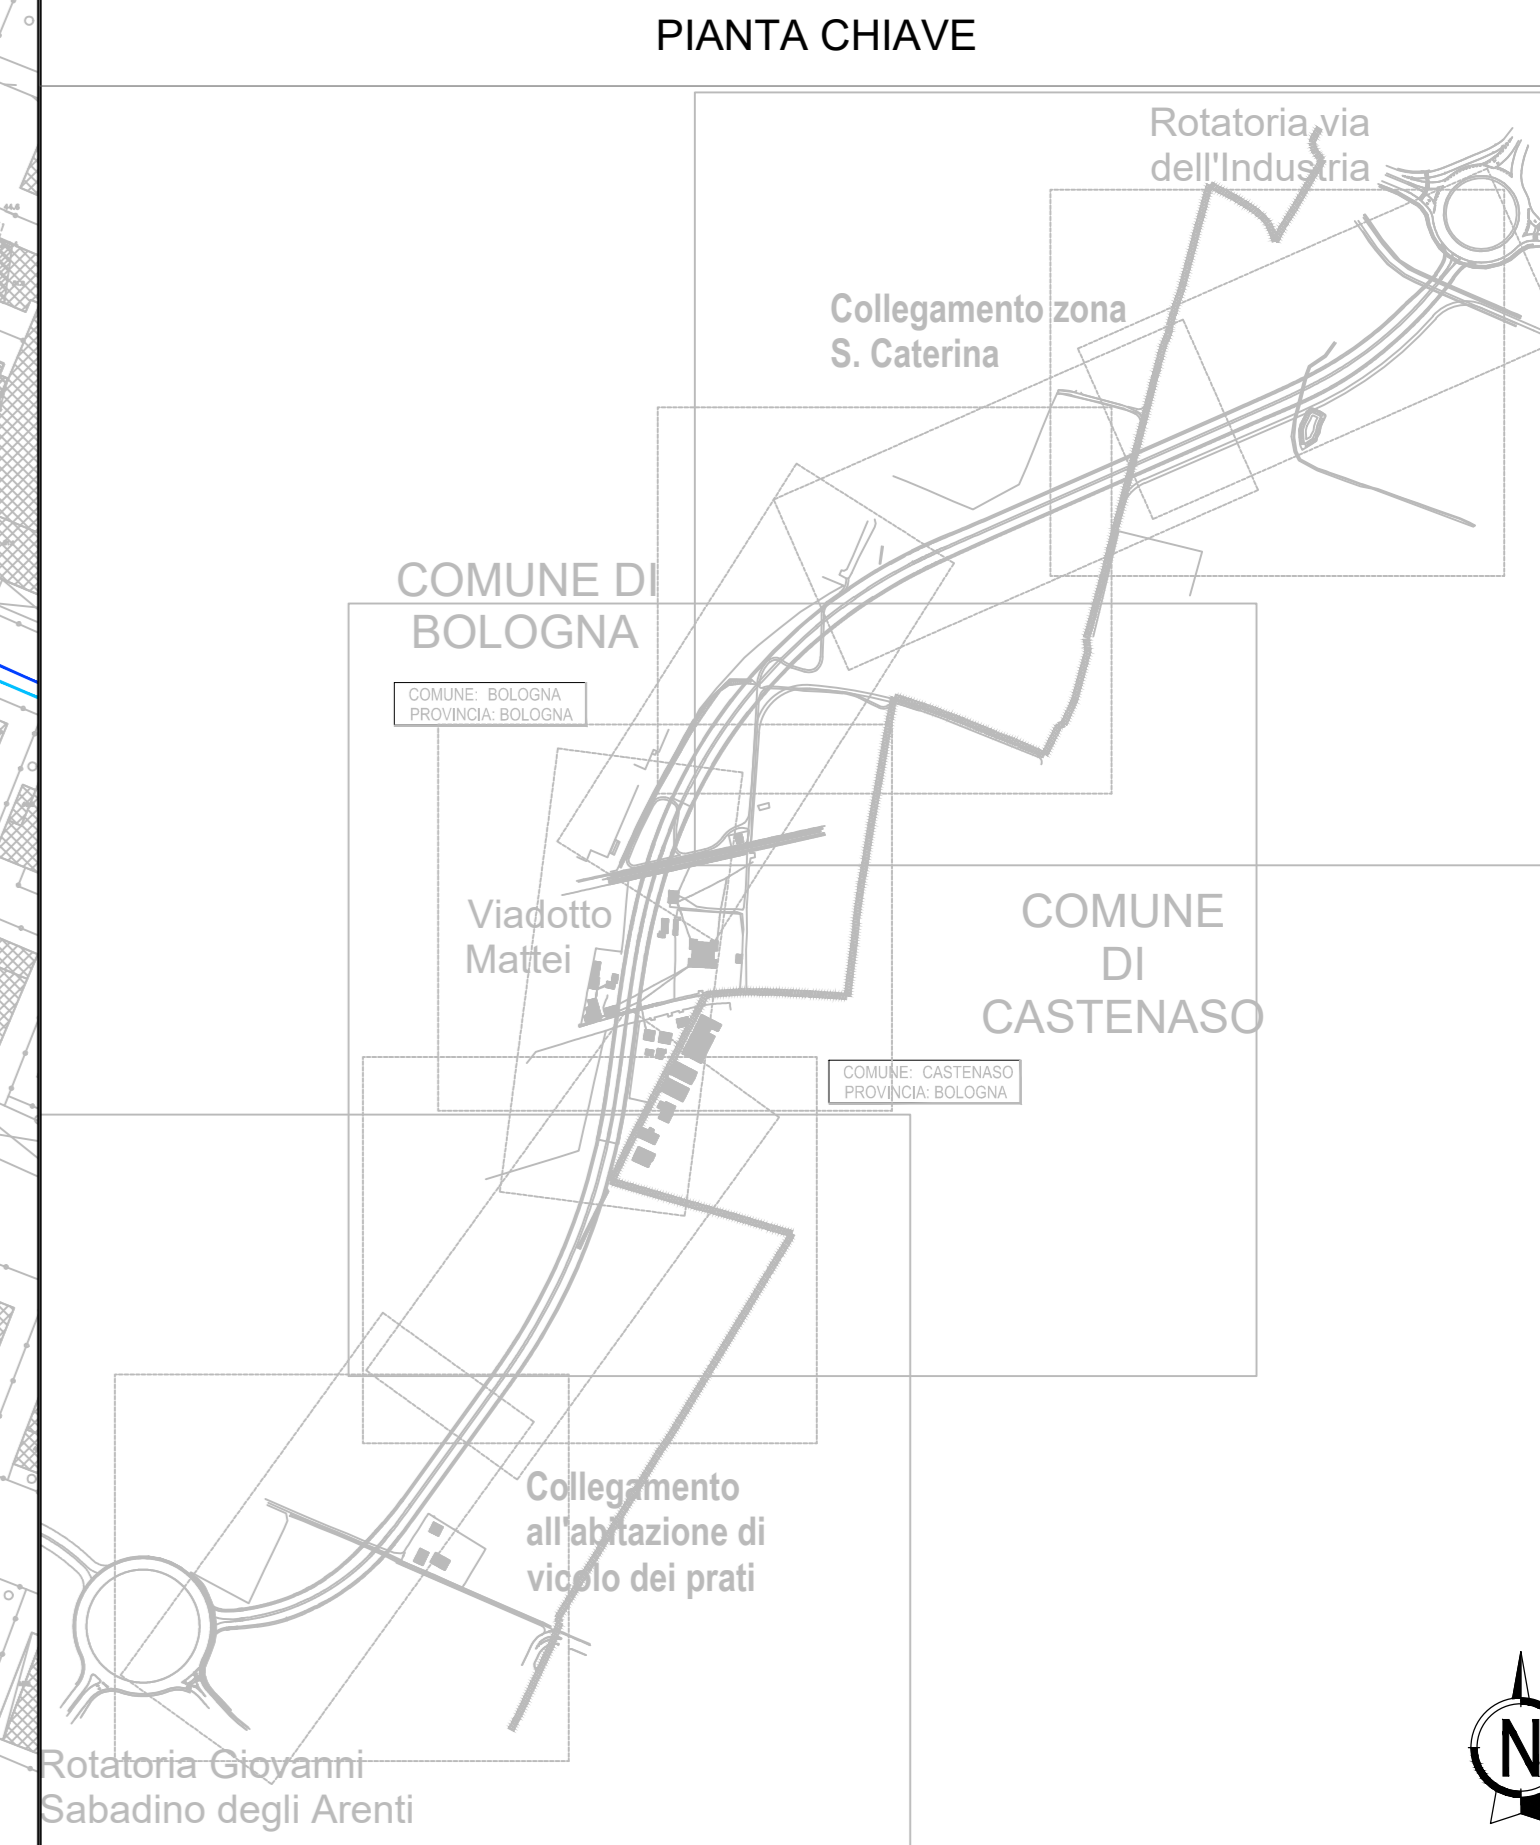 PIANTA CHIAVE
Rotatoria via
dell'Industria
Collegamento zona
S. Caterina
COMUNE DI
BOLOGNA
COMUNE: BOLOGNA
PROVINCIA: BOLOGNA
Viadotto
Mattei
COMUNE
DI
CASTENASO
COMUNE: CASTENASO
PROVINCIA: BOLOGNA
Collegamento
all'abitazione di
vicolo dei prati
Rotatoria Giovanni
Sabadino degli Arenti
N